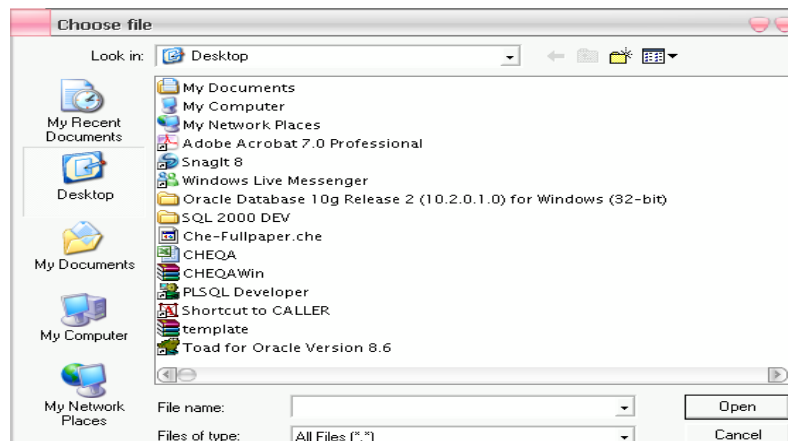 Choose file
Look in: Desktop
My Recent
Documents
Desktop
My Documents
My Computer
My Network
Places
My Documents
My Computer
My Network Places
Adobe Acrobat 7.0 Professional
SnagIt 8
Windows Live Messenger
Oracle Database 10g Release 2 (10.2.0.1.0) for Windows (32-bit)
SQL 2000 DEV
Che-Fullpaper.che
CHEQA
CHEQAWin
PLSQL Developer
Shortcut to CALLER
template
Toad for Oracle Version 8.6
File name: Open
Files of type: All Files (*.*) Cancel